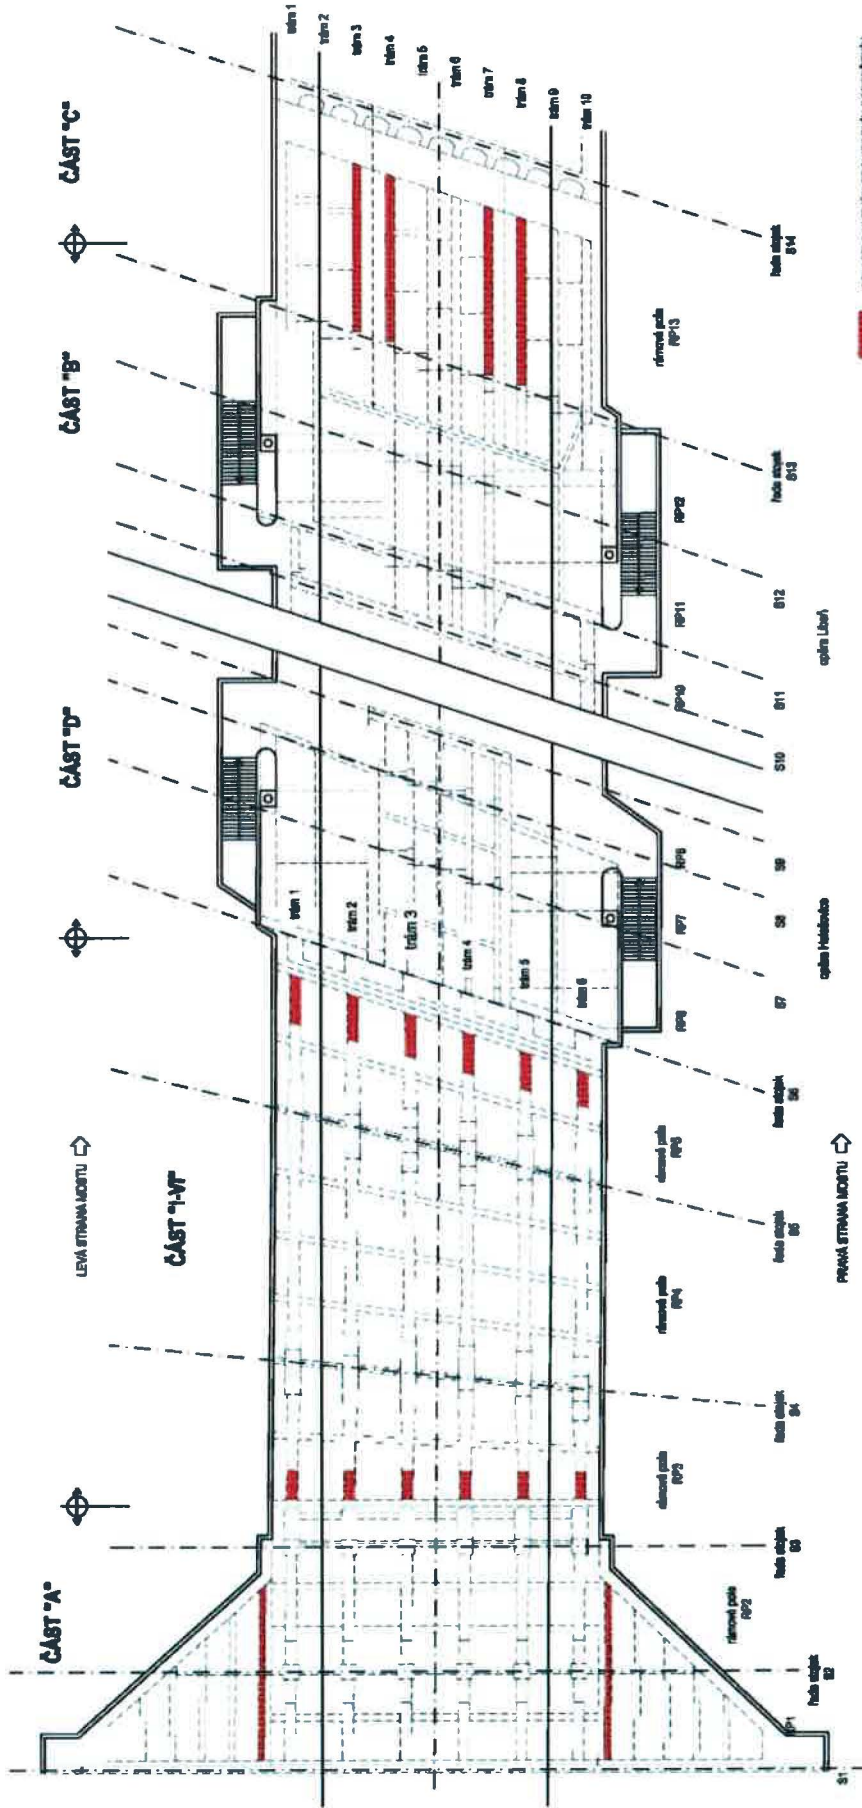 ČÁST "A"
ČÁST "I-VI"
ČÁST "D"
ČÁST "B"
ČÁST "C"
LEVÁ STRANA MOSTU
trám 1
trám 2
trám 3
trám 4
trám 5
trám 6
trám 1
trám 2
trám 3
trám 4
trám 5
trám 6
trám 7
trám 8
trám 9
trám 10
S1
RP1
řada stojek
S2
rámové pole
RP2
řada stojek
S3
rámové pole
RP3
řada stojek
S4
rámové pole
RP4
řada stojek
S5
rámové pole
RP5
řada stojek
S6
RP6
S7
RP7
S8
S9
S10
RP10
S11
RP11
S12
RP12
řada stojek
S13
rámové pole
RP13
řada stojek
S14
opěra Holešovice
opěra Libeň
PRAVÁ STRANA MOSTU